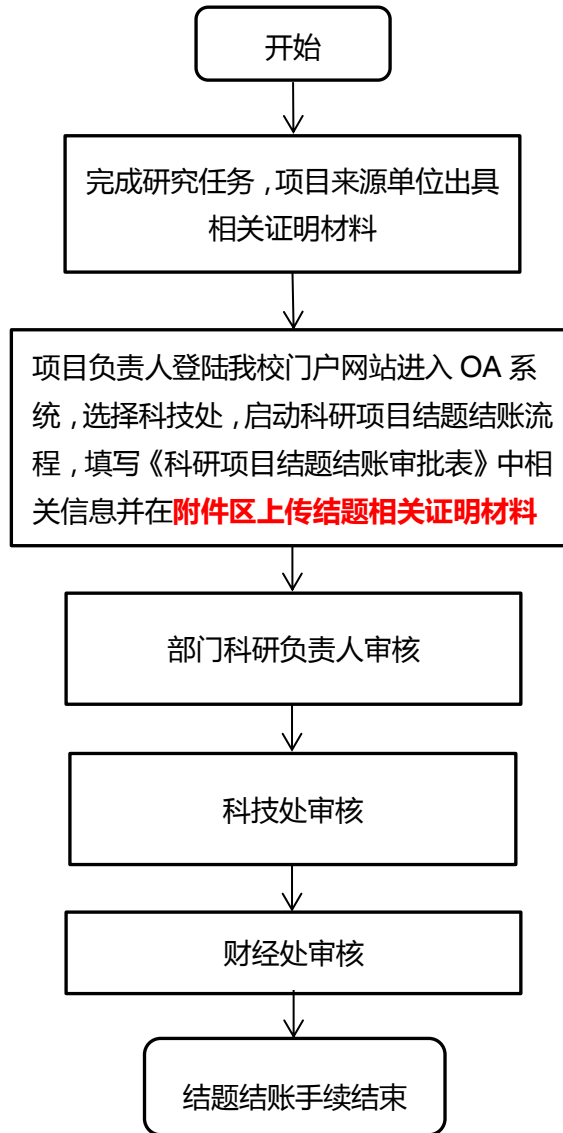 开始
完成研究任务，项目来源单位出具
相关证明材料
项目负责人登陆我校门户网站进入 OA 系
统，选择科技处，启动科研项目结题结账流
程，填写《科研项目结题结账审批表》中相
关信息并在附件区上传结题相关证明材料
部门科研负责人审核
科技处审核
财经处审核
结题结账手续结束